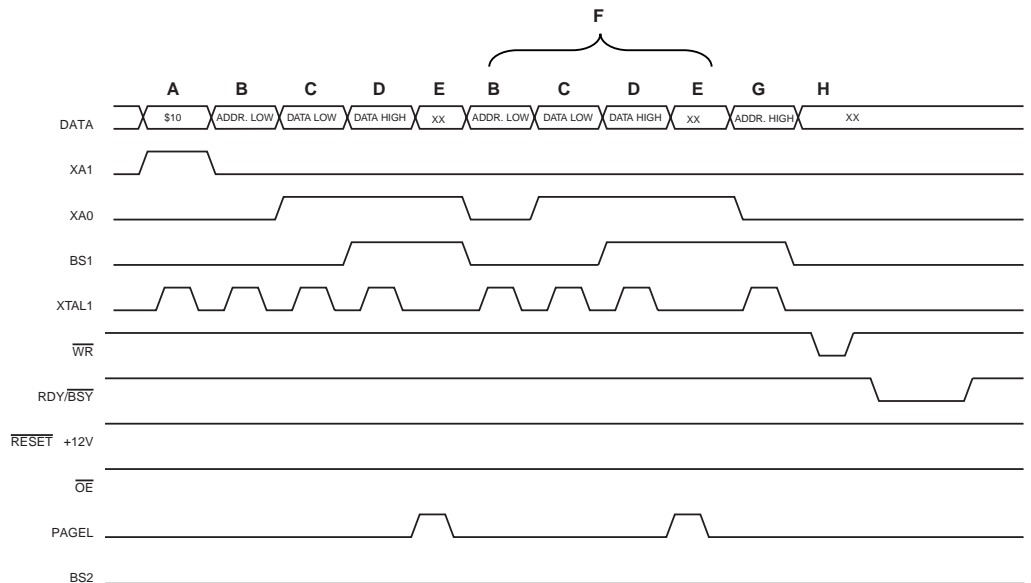 F
A B C D E B C D E G H
DATA $10 ADDR. LOW DATA LOW DATA HIGH XX ADDR. LOW DATA LOW DATA HIGH XX ADDR. HIGH XX
XA1
XA0
BS1
XTAL1
WR
RDY/BSY
RESET +12V
OE
PAGEL
BS2